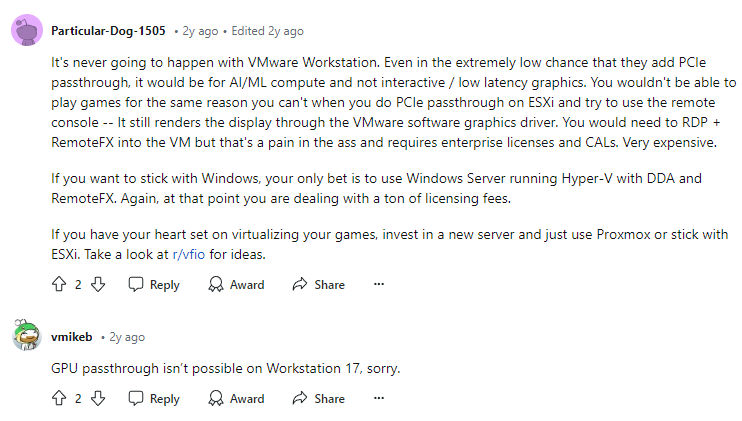 Particular-Dog-1505 • 2y ago • Edited 2y ago
It's never going to happen with VMware Workstation. Even in the extremely low chance that they add PCIe
passthrough, it would be for AI/ML compute and not interactive / low latency graphics. You wouldn't be able to
play games for the same reason you can't when you do PCIe passthrough on ESXi and try to use the remote
console -- It still renders the display through the VMware software graphics driver. You would need to RDP +
RemoteFX into the VM but that's a pain in the ass and requires enterprise licenses and CALs. Very expensive.
If you want to stick with Windows, your only bet is to use Windows Server running Hyper-V with DDA and
RemoteFX. Again, at that point you are dealing with a ton of licensing fees.
If you have your heart set on virtualizing your games, invest in a new server and just use Proxmox or stick with
ESXi. Take a look at r/vfio for ideas.
2 Reply Award Share ···
vmikeb • 2y ago
GPU passthrough isn't possible on Workstation 17, sorry.
2 Reply Award Share ···